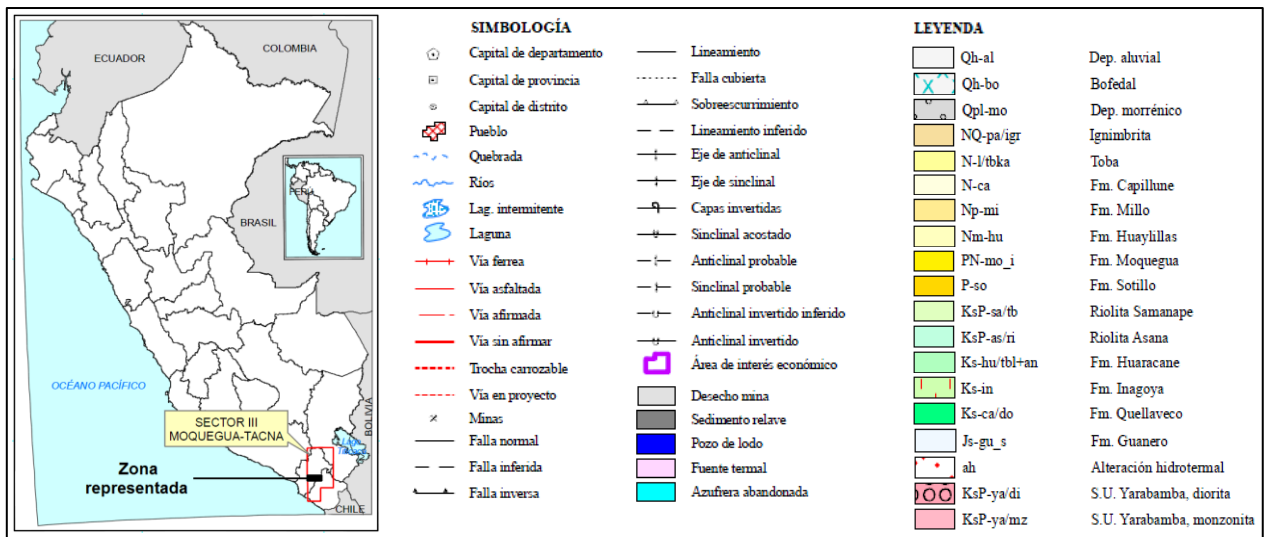 ECUADOR
COLOMBIA
PERÚ
BRASIL
OCÉANO PACÍFICO
BOLIVIA
SECTOR III
MOQUEGUA-TACNA
Zona
representada
CHILE
SIMBOLOGÍA
Capital de departamento
Capital de provincia
Capital de distrito
Pueblo
Quebrada
Ríos
Lag. intermitente
Laguna
Vía ferrea
Vía asfaltada
Vía afirmada
Vía sin afirmar
Trocha carrozable
Vía en proyecto
Minas
Falla normal
Falla inferida
Falla inversa
Lineamiento
Falla cubierta
Sobreescurrimiento
Lineamiento inferido
Eje de anticlinal
Eje de sinclinal
Capas invertidas
Sinclinal acostado
Anticlinal probable
Sinclinal probable
Anticlinal invertido inferido
Anticlinal invertido
Área de interés económico
Desecho mina
Sedimento relave
Pozo de lodo
Fuente termal
Azufrera abandonada
LEYENDA
Qh-al Dep. aluvial
Qh-bo Bofedal
Qpl-mo Dep. morrénico
NQ-pa/igr Ignimbrita
N-l/tbka Toba
N-ca Fm. Capillune
Np-mi Fm. Millo
Nm-hu Fm. Huaylillas
PN-mo_i Fm. Moquegua
P-so Fm. Sotillo
KsP-sa/tb Riolita Samanape
KsP-as/ri Riolita Asana
Ks-hu/tbl+an Fm. Huaracane
Ks-in Fm. Inagoya
Ks-ca/do Fm. Quellaveco
Js-gu_s Fm. Guanero
ah Alteración hidrotermal
KsP-ya/di S.U. Yarabamba, diorita
KsP-ya/mz S.U. Yarabamba, monzonita